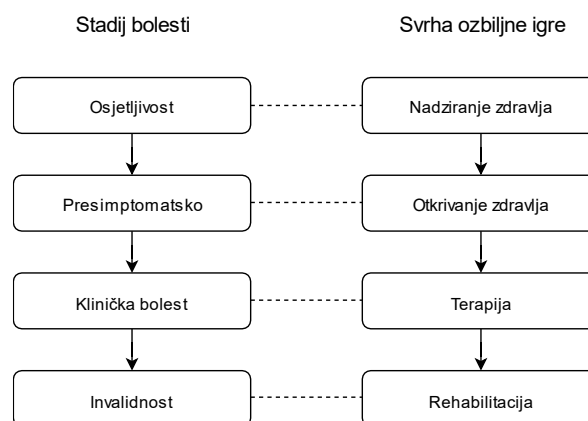 Stadij bolesti
Svrha ozbiljne igre
Osjetljivost
Nadziranje zdravlja
Presimptomatsko
Otkrivanje zdravlja
Klinička bolest
Terapija
Invalidnost
Rehabilitacija